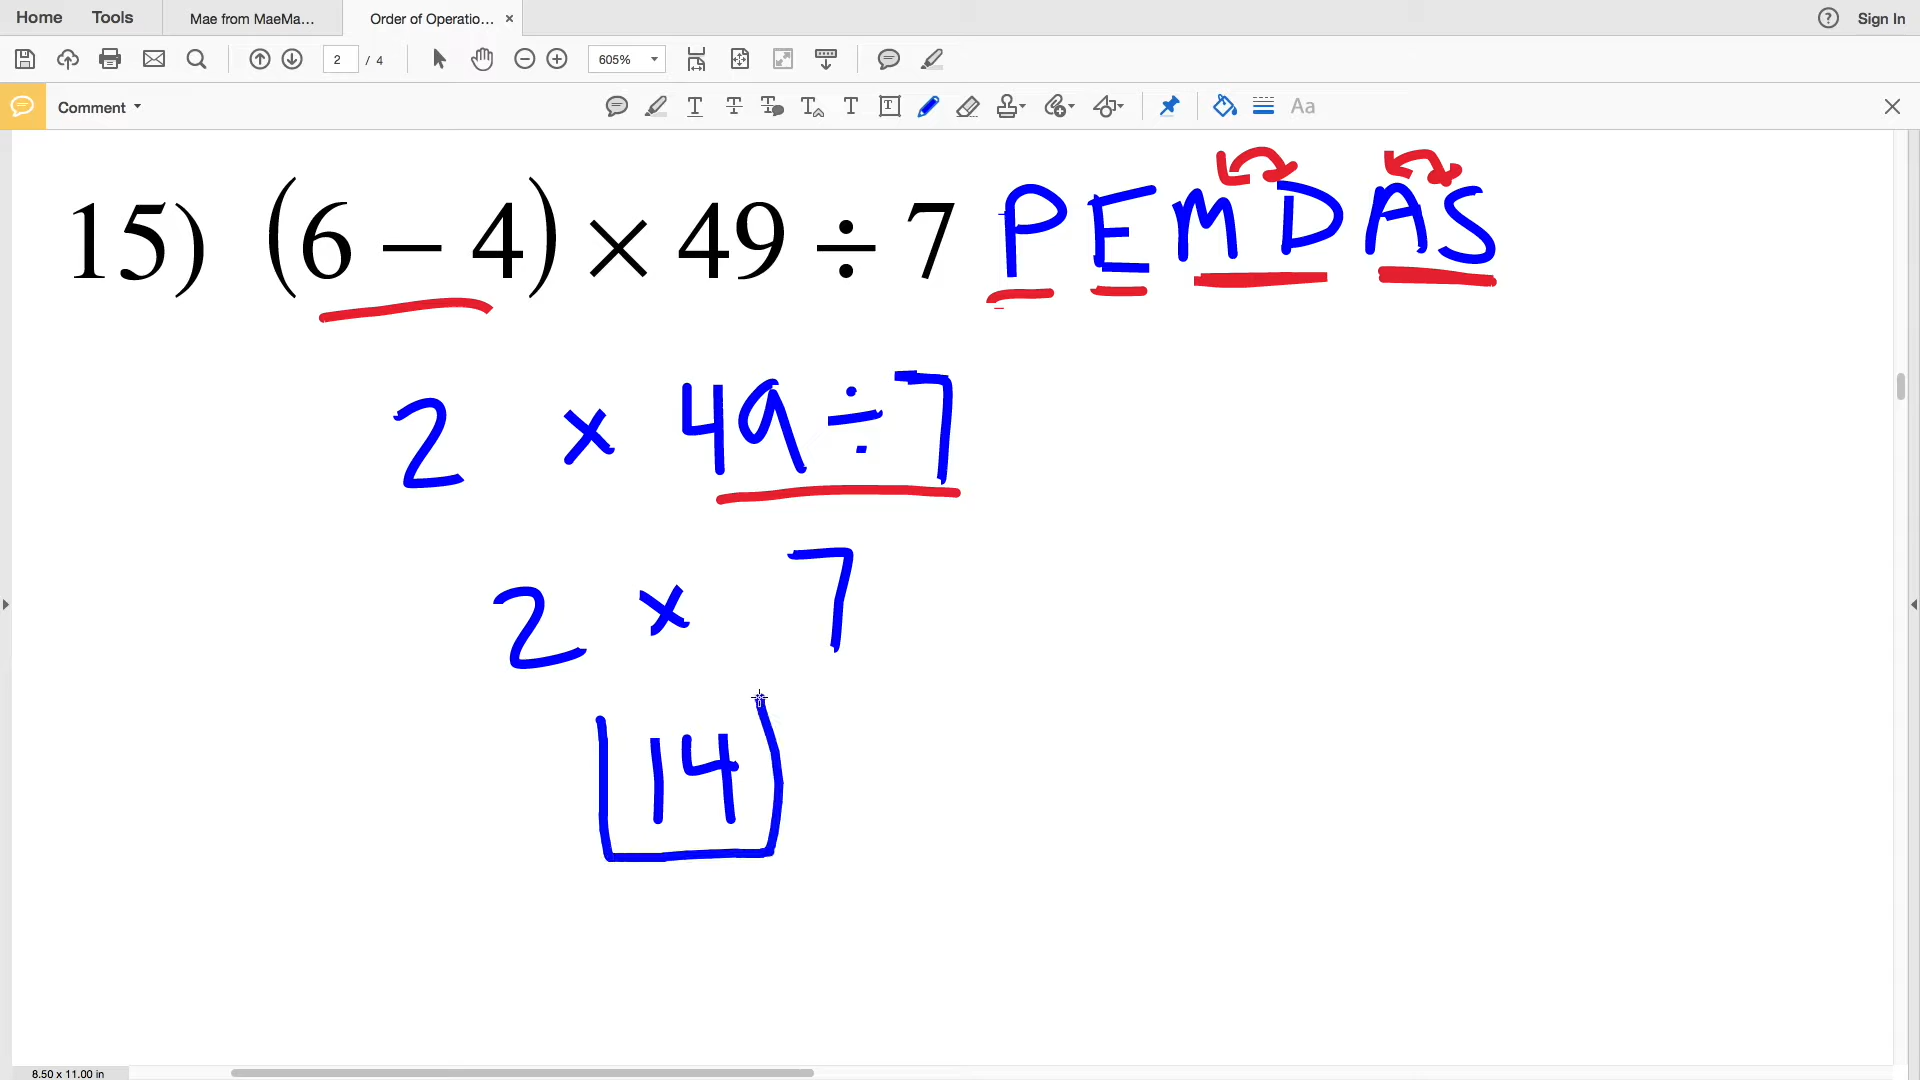 Home Tools Mae from MaeMa... Order of Operatio... × Sign In
2 / 4 605%
Comment Aa
15) (6 − 4) × 49 ÷ 7 PEMDAS
2 × 49 ÷ 7
2 × 7
14
8.50 x 11.00 in